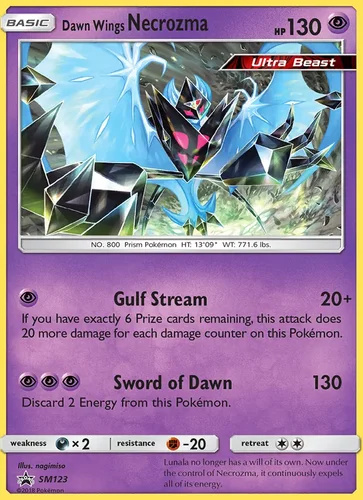 BASIC Dawn Wings Necrozma HP 130
Ultra Beast
NO. 800 Prism Pokémon HT: 13'09" WT: 771.6 lbs.
Gulf Stream 20+
If you have exactly 6 Prize cards remaining, this attack does
20 more damage for each damage counter on this Pokémon.
Sword of Dawn 130
Discard 2 Energy from this Pokémon.
weakness ×2 resistance -20 retreat
Illus. nagimiso
Lunala no longer has a will of its own. Now under
the control of Necrozma, it continuously expels
all of its energy.
PROMO SM123
©2018 Pokémon